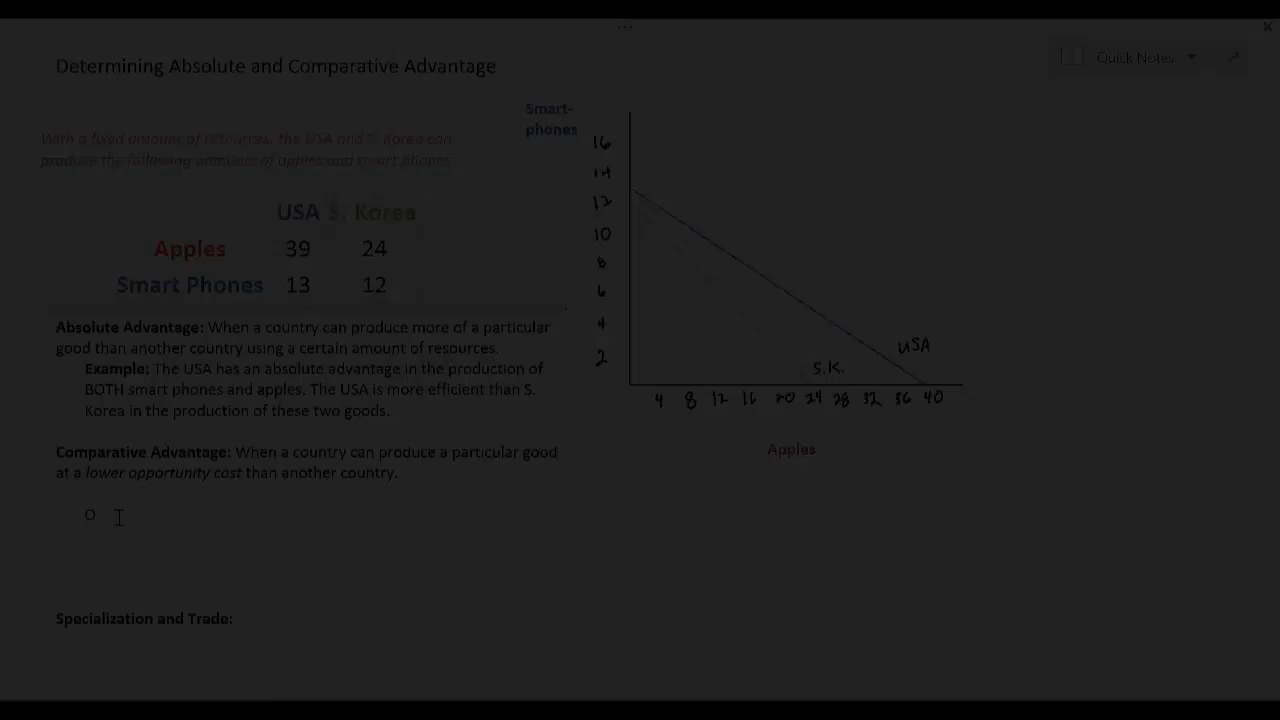 Determining Absolute and Comparative Advantage
Quick Notes
With a fixed amount of resources, the USA and S. Korea can
produce the following amount of apples and smart phones
USA S. Korea
Apples 39 24
Smart Phones 13 12
Absolute Advantage: When a country can produce more of a particular
good than another country using a certain amount of resources.
Example: The USA has an absolute advantage in the production of
BOTH smart phones and apples. The USA is more efficient than S.
Korea in the production of these two goods.
Comparative Advantage: When a country can produce a particular good
at a lower opportunity cost than another country.
O
Specialization and Trade:
Smart-
phones
16
14
12
10
8
6
4
2
USA
S.K.
4 8 12 16 20 24 28 32 36 40
Apples